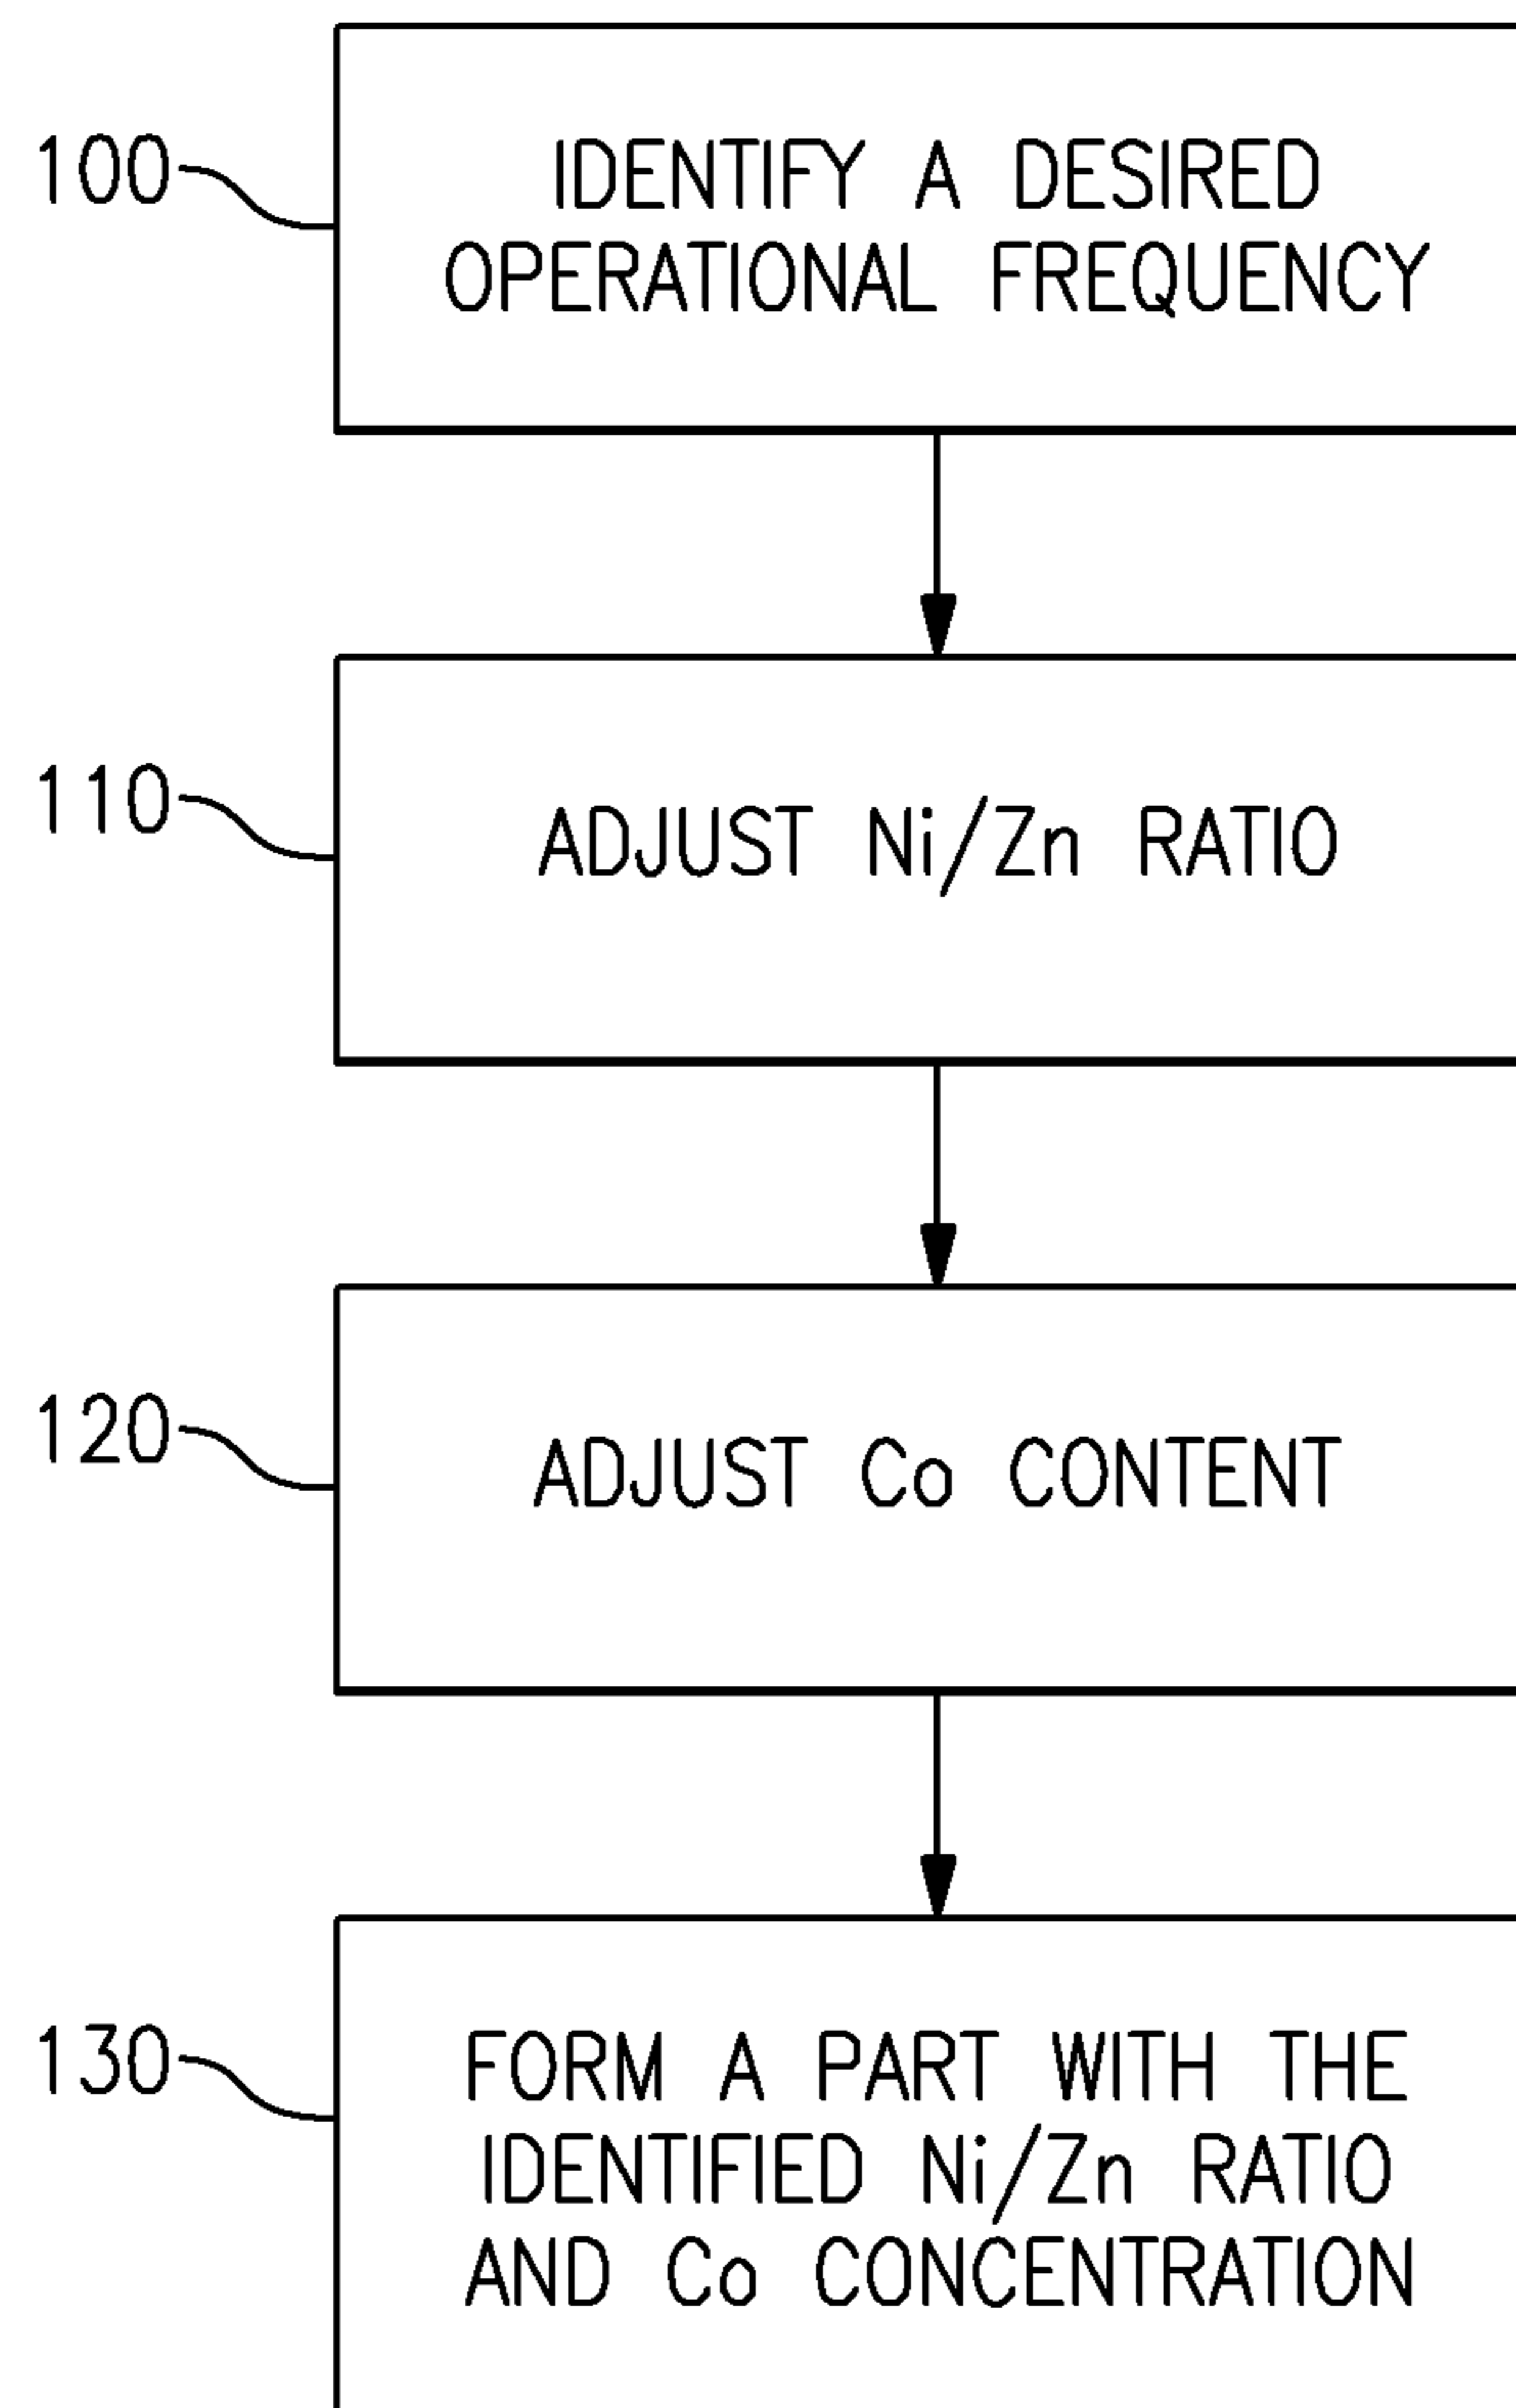 100
IDENTIFY A DESIRED
OPERATIONAL FREQUENCY
110
ADJUST Ni/Zn RATIO
120
ADJUST Co CONTENT
130
FORM A PART WITH THE
IDENTIFIED Ni/Zn RATIO
AND Co CONCENTRATION